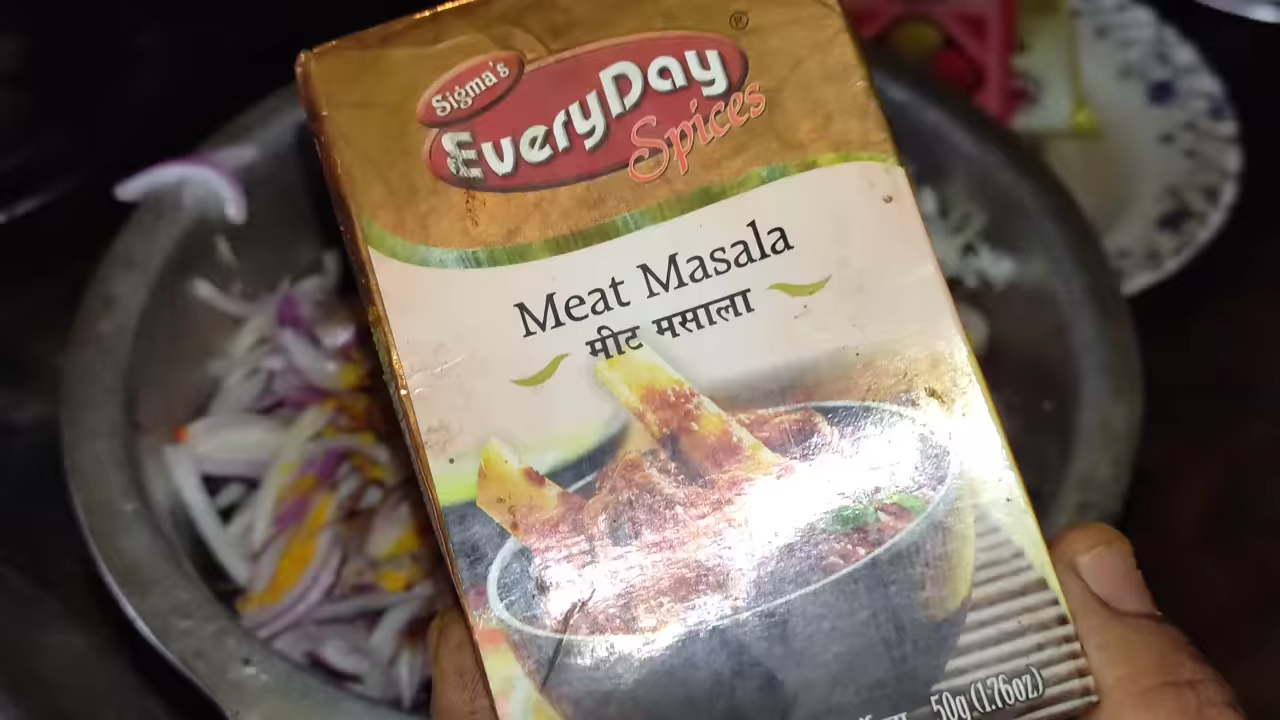 ®
Sigma's
EveryDay
Spices
Meat Masala
मीट मसाला
50g (1.76oz)